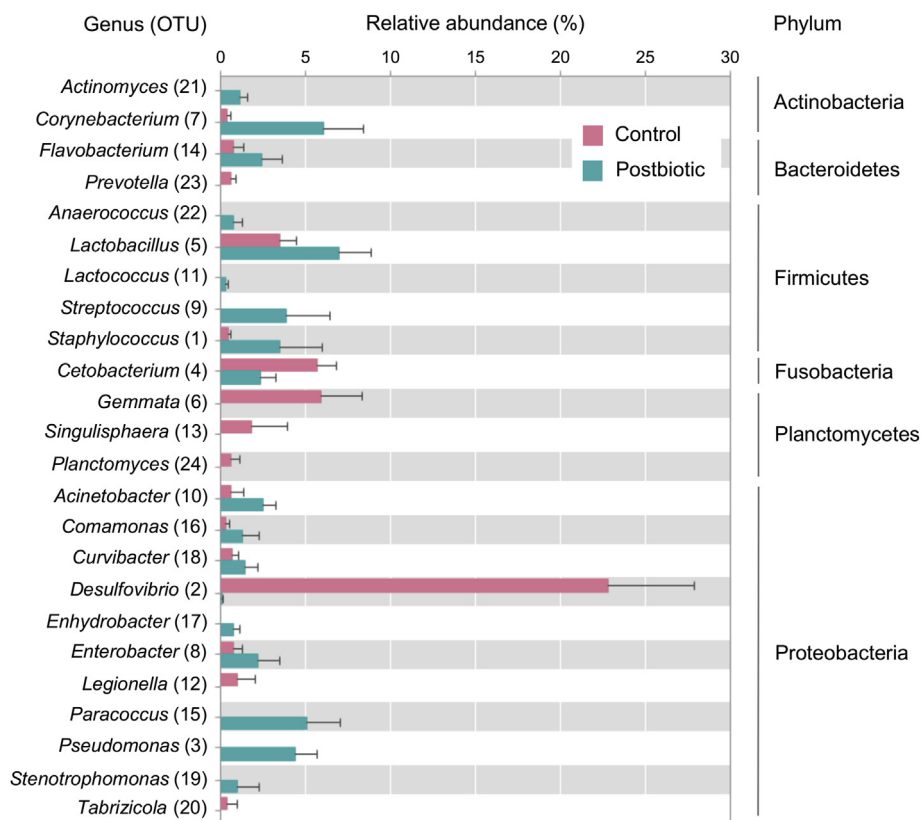 Genus (OTU) Relative abundance (%) Phylum
0 5 10 15 20 25 30
Actinomyces (21)
Corynebacterium (7)
Flavobacterium (14)
Prevotella (23)
Anaerococcus (22)
Lactobacillus (5)
Lactococcus (11)
Streptococcus (9)
Staphylococcus (1)
Cetobacterium (4)
Gemmata (6)
Singulisphaera (13)
Planctomyces (24)
Acinetobacter (10)
Comamonas (16)
Curvibacter (18)
Desulfovibrio (2)
Enhydrobacter (17)
Enterobacter (8)
Legionella (12)
Paracoccus (15)
Pseudomonas (3)
Stenotrophomonas (19)
Tabrizicola (20)
Control
Postbiotic
Actinobacteria
Bacteroidetes
Firmicutes
Fusobacteria
Planctomycetes
Proteobacteria